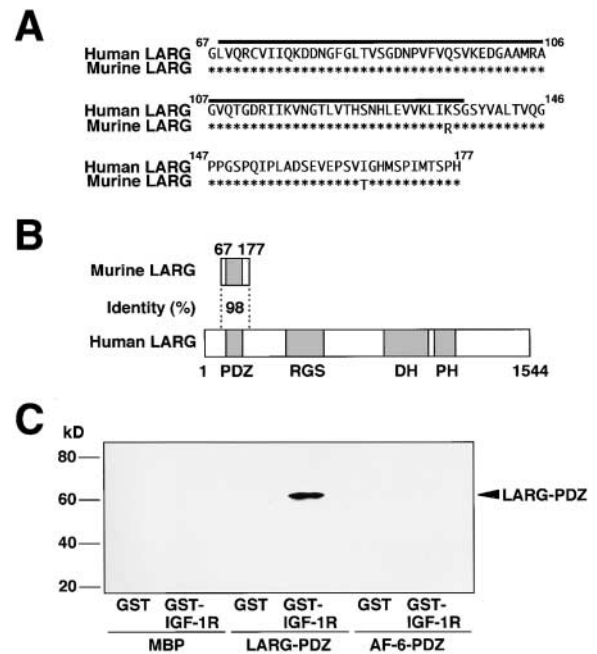 A
67 GLVQRCVIIQKDDNGFGLTVSGDNPVFVQSVKEDGAAMRA 106
Human LARG
Murine LARG ****************************************
107 GVQTGDRIIKVNGTLVTHSNHLEVVKLIKSGSYVALTVQG 146
Human LARG
Murine LARG ****************************R***********
147 PPGSPQIPLADSEVEPSVIGHMSPIMTSPH 177
Human LARG
Murine LARG ******************T************
B
67 177
Murine LARG
Identity (%) 98
Human LARG
1 PDZ RGS DH PH 1544
C
kD
80
60
40
20
LARG-PDZ
GST GST-IGF-1R GST GST-IGF-1R GST GST-IGF-1R
MBP LARG-PDZ AF-6-PDZ